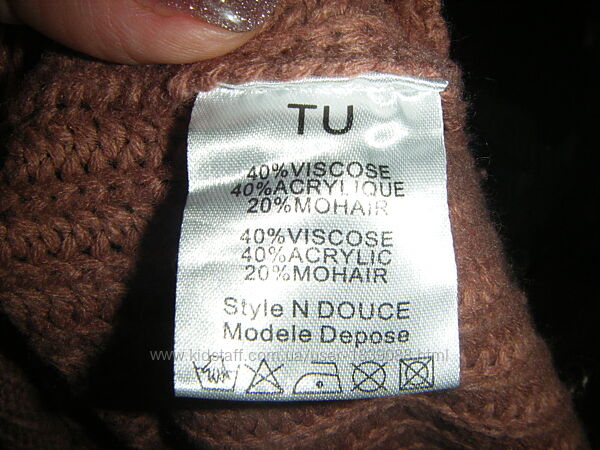 TU
40%VISCOSE
40%ACRYLIQUE
20%MOHAIR
40%VISCOSE
40%ACRYLIC
20%MOHAIR
Style N DOUCE
Modele Depose